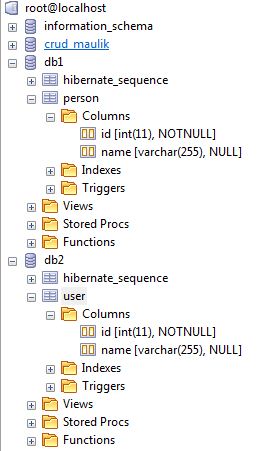 root@localhost
information_schema
crud_maulik
db1
hibernate_sequence
person
Columns
id [int(11), NOTNULL]
name [varchar(255), NULL]
Indexes
Triggers
Views
Stored Procs
Functions
db2
hibernate_sequence
user
Columns
id [int(11), NOTNULL]
name [varchar(255), NULL]
Indexes
Triggers
Views
Stored Procs
Functions